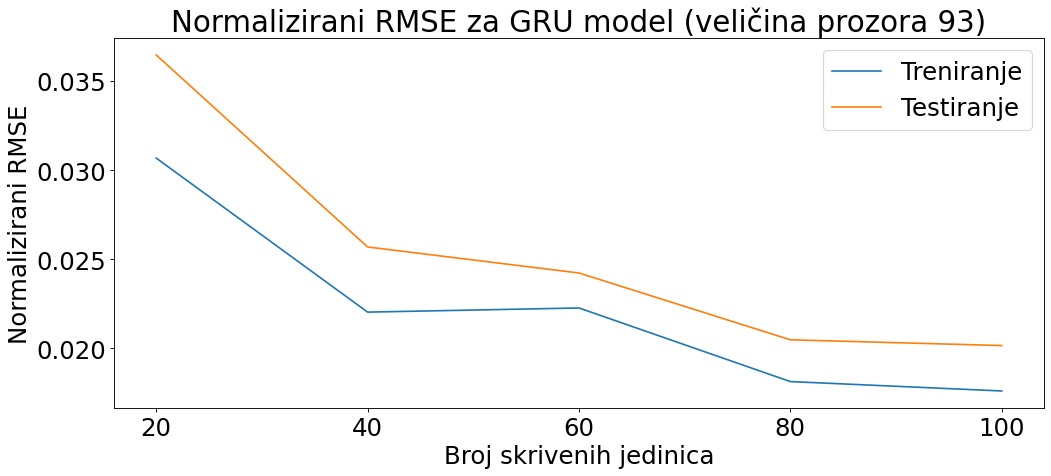 Normalizirani RMSE za GRU model (veličina prozora 93)
Treniranje
Testiranje
Normalizirani RMSE
0.035
0.030
0.025
0.020
20 40 60 80 100
Broj skrivenih jedinica